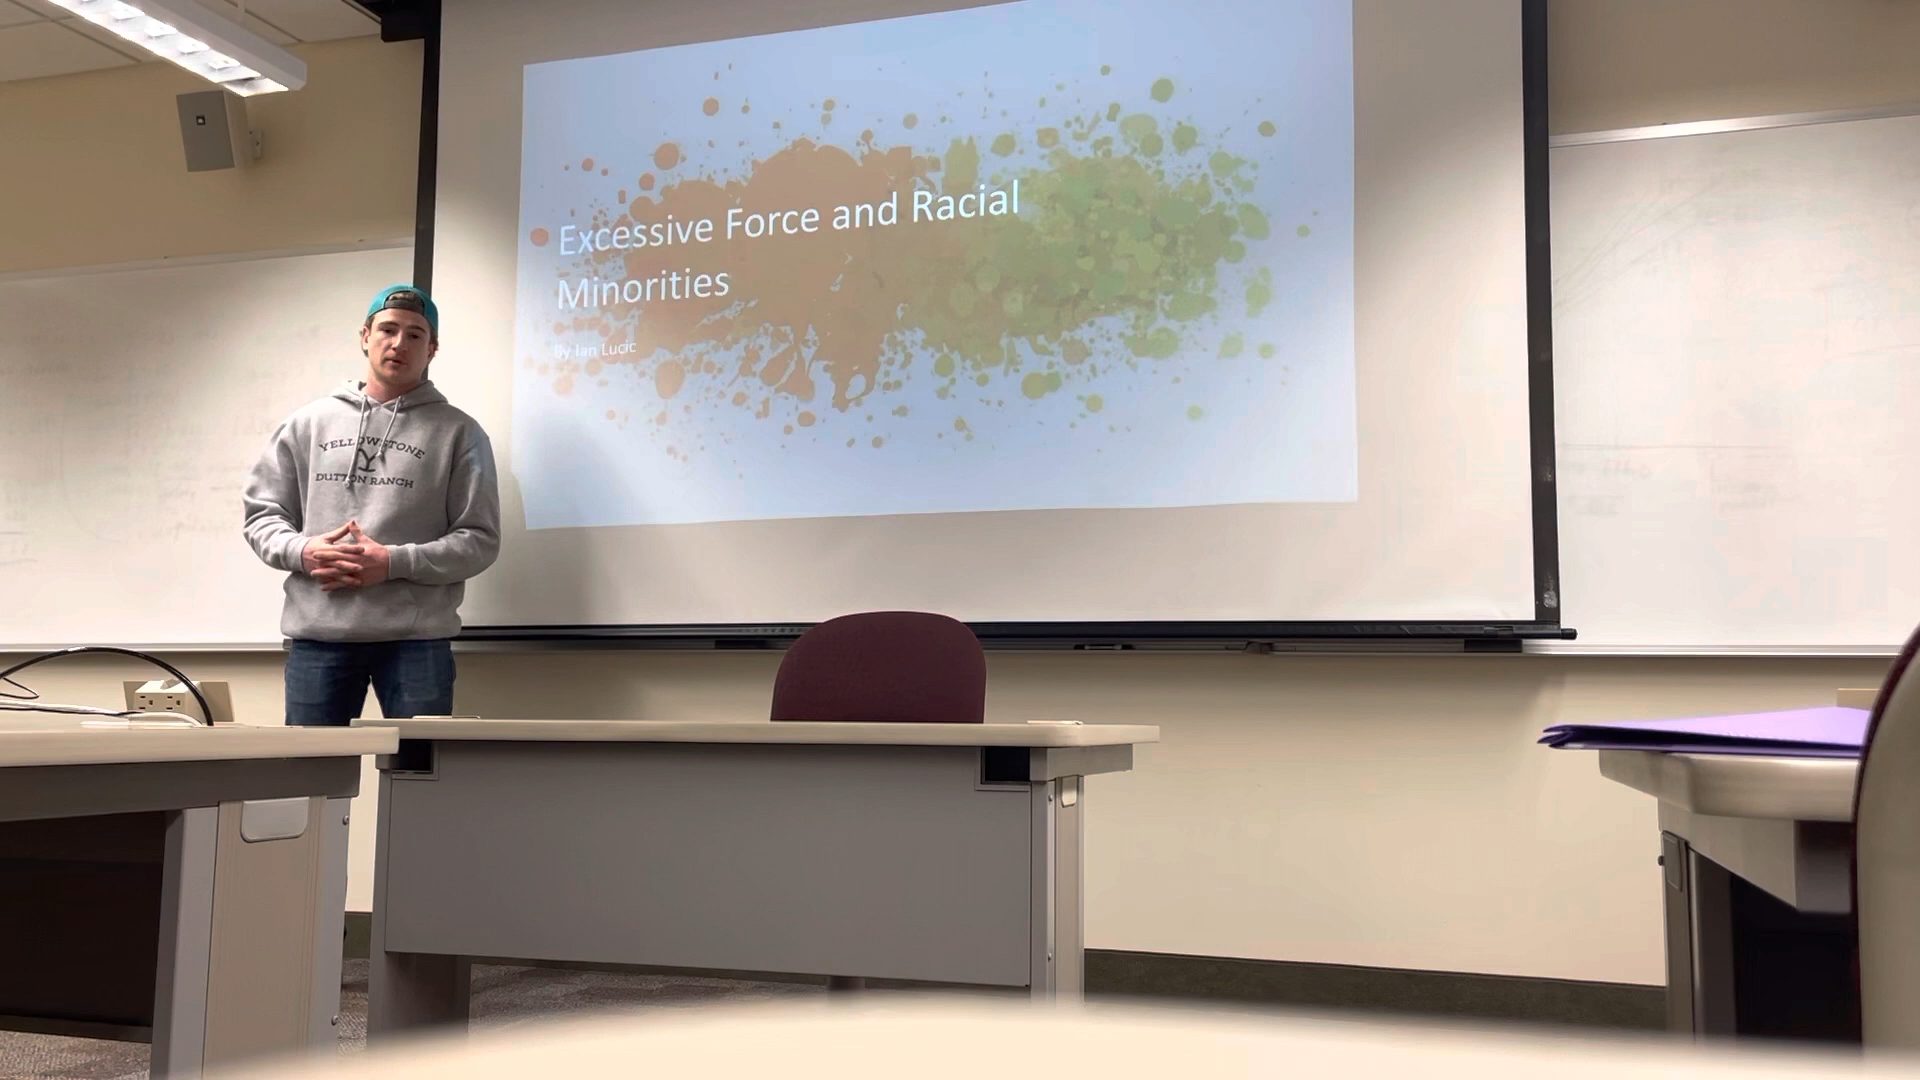 Excessive Force and Racial
Minorities
By Ian Lucic
YELLOWSTONE
Y
DUTTON RANCH